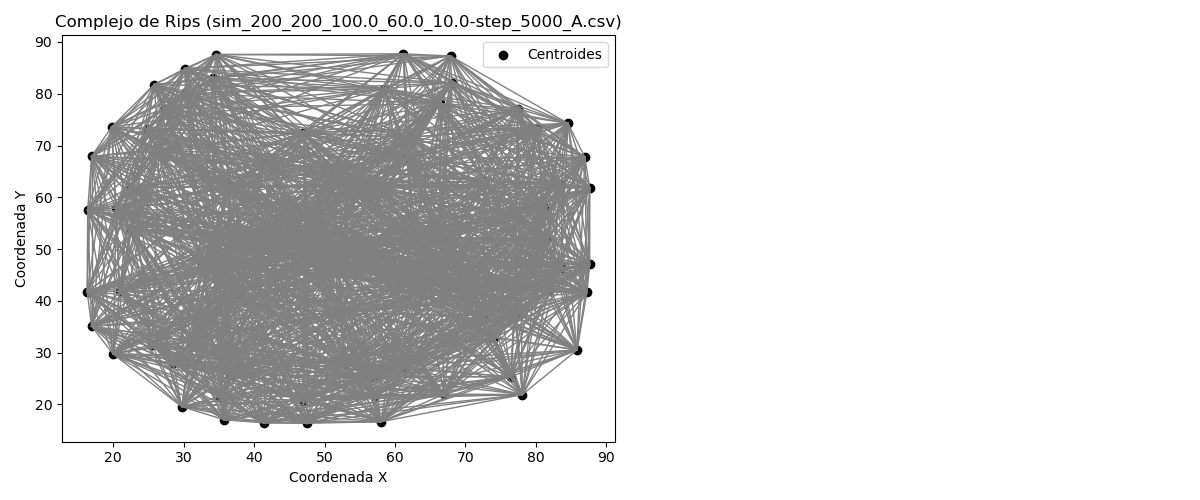 Complejo de Rips (sim_200_200_100.0_60.0_10.0-step_5000_A.csv)
Centroides
90
80
70
60
50
40
30
20
Coordenada Y
20 30 40 50 60 70 80 90
Coordenada X